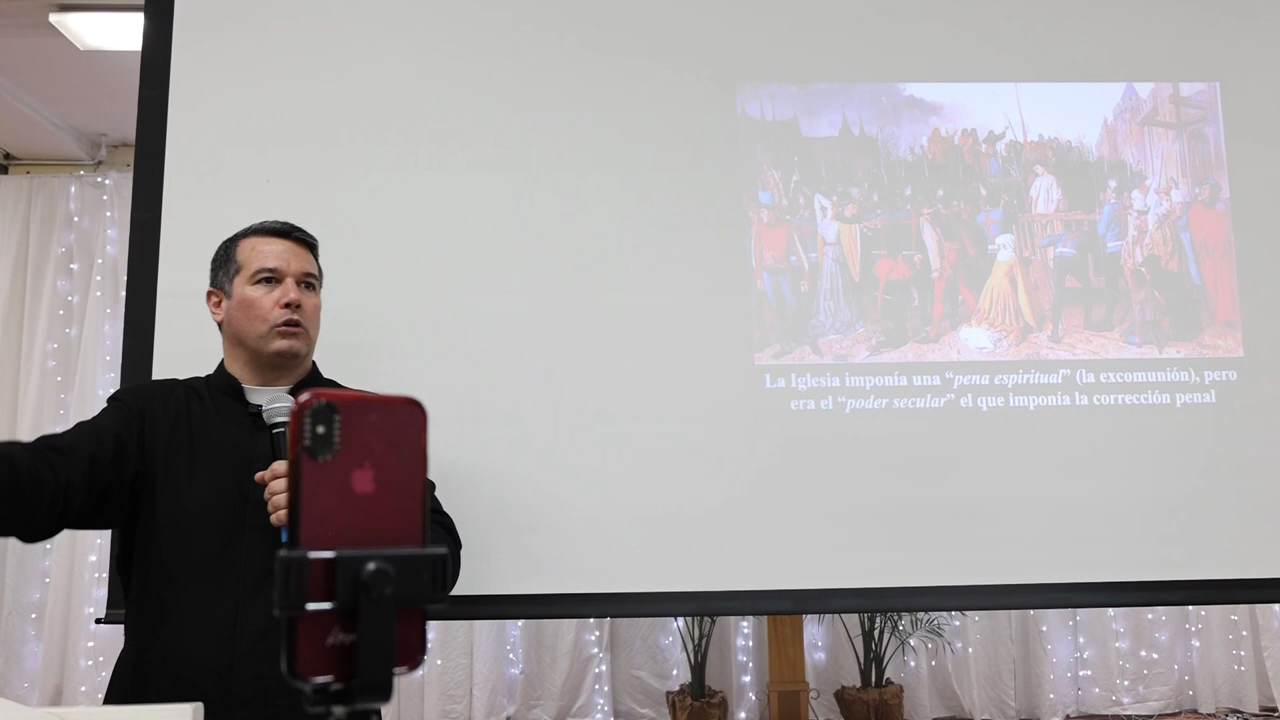 La Iglesia imponía una “pena espiritual” (la excomunión), pero
era el “poder secular” el que imponía la corrección penal